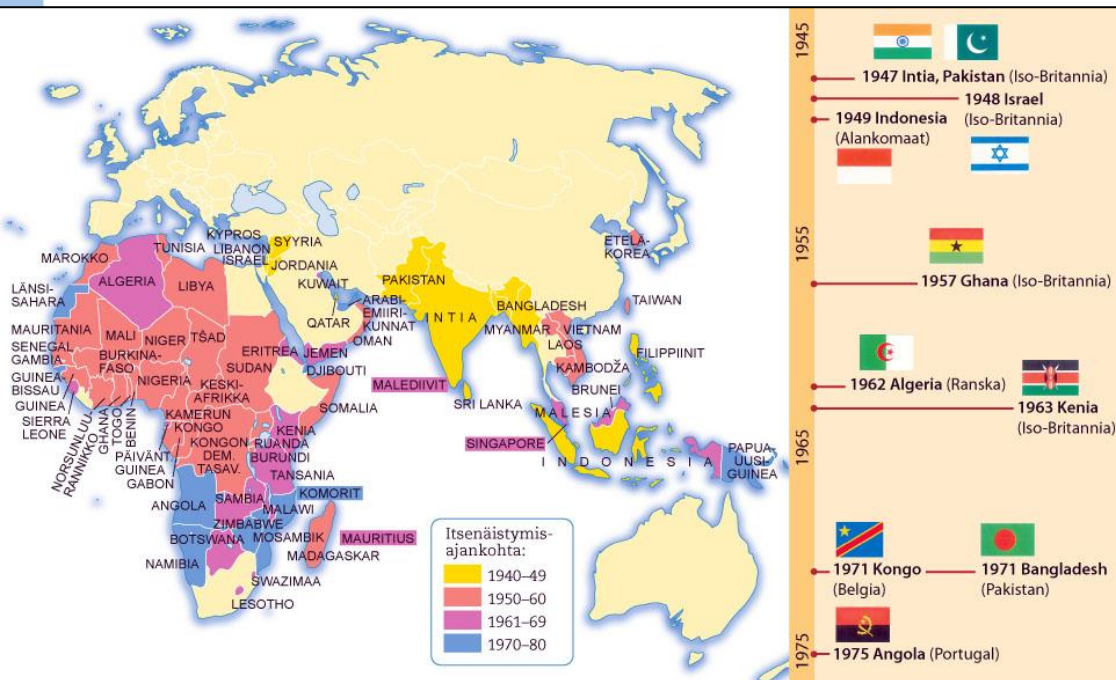 KYPROS
LIBANON
ISRAEL
SYYRIA
JORDANIA
TUNISIA
MAROKKO
ALGERIA
LIBYA
KUWAIT
PAKISTAN
ETELÄ-
KOREA
LÄNSI-
SAHARA
QATAR
ARABI-
EMIIRI-
KUNNAT
OMAN
INTIA
BANGLADESH
MYANMAR
VIETNAM
LAOS
TAIWAN
MAURITANIA
MALI
NIGER
TŠAD
SENEGAL
GAMBIA
BURKINA-
FASO
ERITREA
JEMEN
SUDAN
DJIBOUTI
KAMBODŽA
FILIPPIINIT
GUINEA-
BISSAU
NIGERIA
KESKI-
AFRIKKA
MALEDIIVIT
BRUNEI
GUINEA
SIERRA
LEONE
NORSUNLUU-
RANNIKKO
GHANA
TOGO
BENIN
SOMALIA
SRI LANKA
MALESIA
KAMERUN
KONGO
KENIA
SINGAPORE
KONGON
DEM.
TASAV.
RUANDA
BURUNDI
PÄIVÄNT.
GUINEA
GABON
INDONESIA
PAPUA-
UUSI-
GUINEA
TANSANIA
ANGOLA
SAMBIA
KOMORIT
MALAWI
ZIMBABWE
BOTSWANA
MOSAMBIK
MAURITIUS
MADAGASKAR
NAMIBIA
SWAZIMAA
LESOTHO
Itsenäistymis-
ajankohta:
1940–49
1950–60
1961–69
1970–80
1945
1947 Intia, Pakistan (Iso-Britannia)
1948 Israel
(Iso-Britannia)
1949 Indonesia
(Alankomaat)
1955
1957 Ghana (Iso-Britannia)
1962 Algeria (Ranska)
1963 Kenia
(Iso-Britannia)
1965
1971 Kongo
(Belgia)
1971 Bangladesh
(Pakistan)
1975
1975 Angola (Portugal)